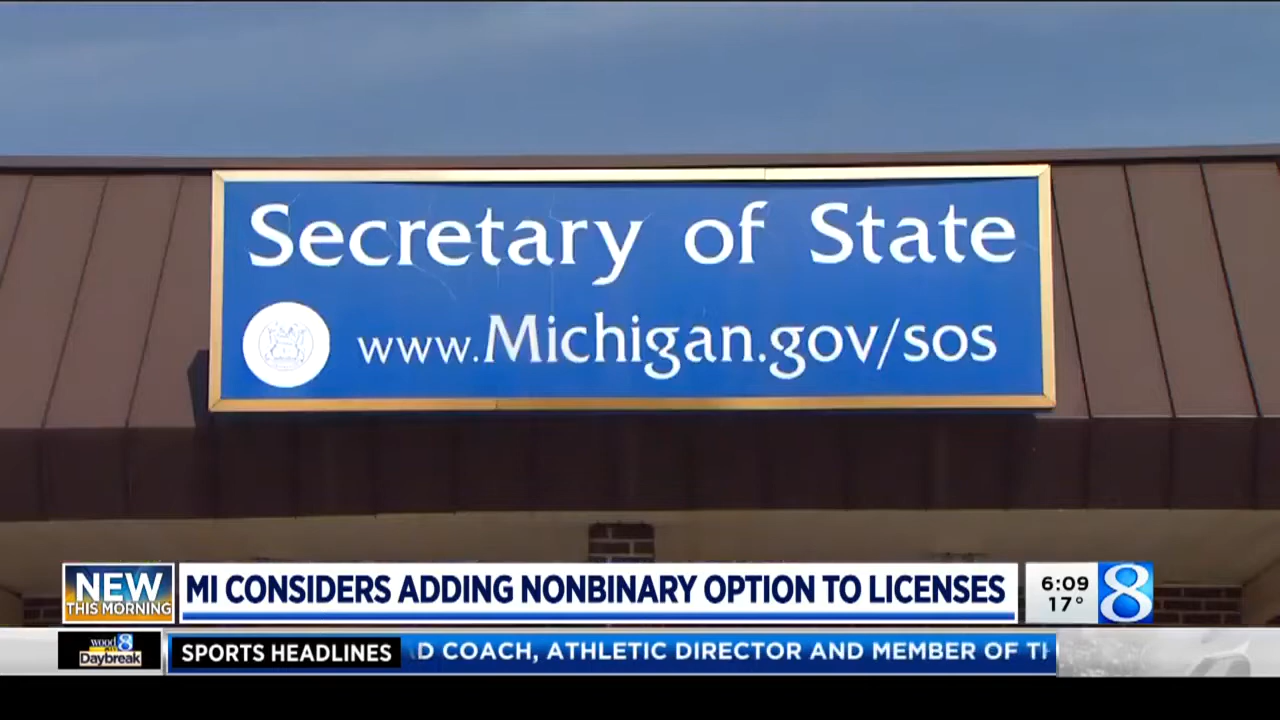 Secretary of State
www.Michigan.gov/sos
NEW
THIS MORNING
MI CONSIDERS ADDING NONBINARY OPTION TO LICENSES
6:09
17°
8
wood 8
Daybreak
SPORTS HEADLINES
D COACH, ATHLETIC DIRECTOR AND MEMBER OF